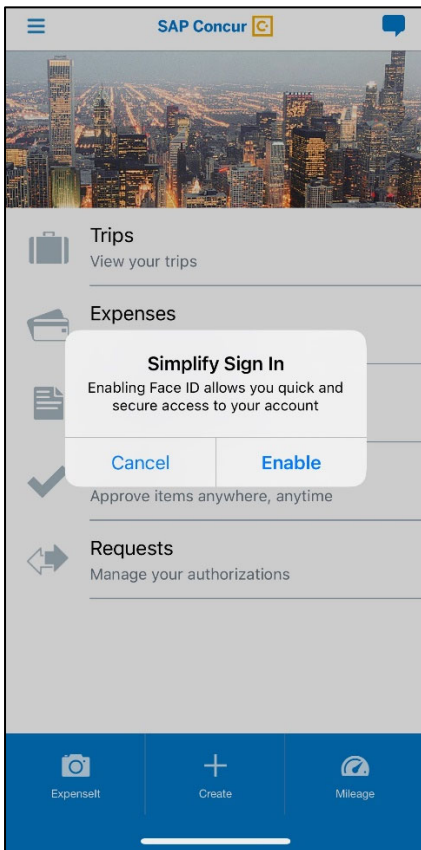 SAP Concur C
Trips
View your trips
Expenses
Simplify Sign In
Enabling Face ID allows you quick and
secure access to your account
Cancel
Enable
Approve items anywhere, anytime
Requests
Manage your authorizations
ExpenseIt
Create
Mileage